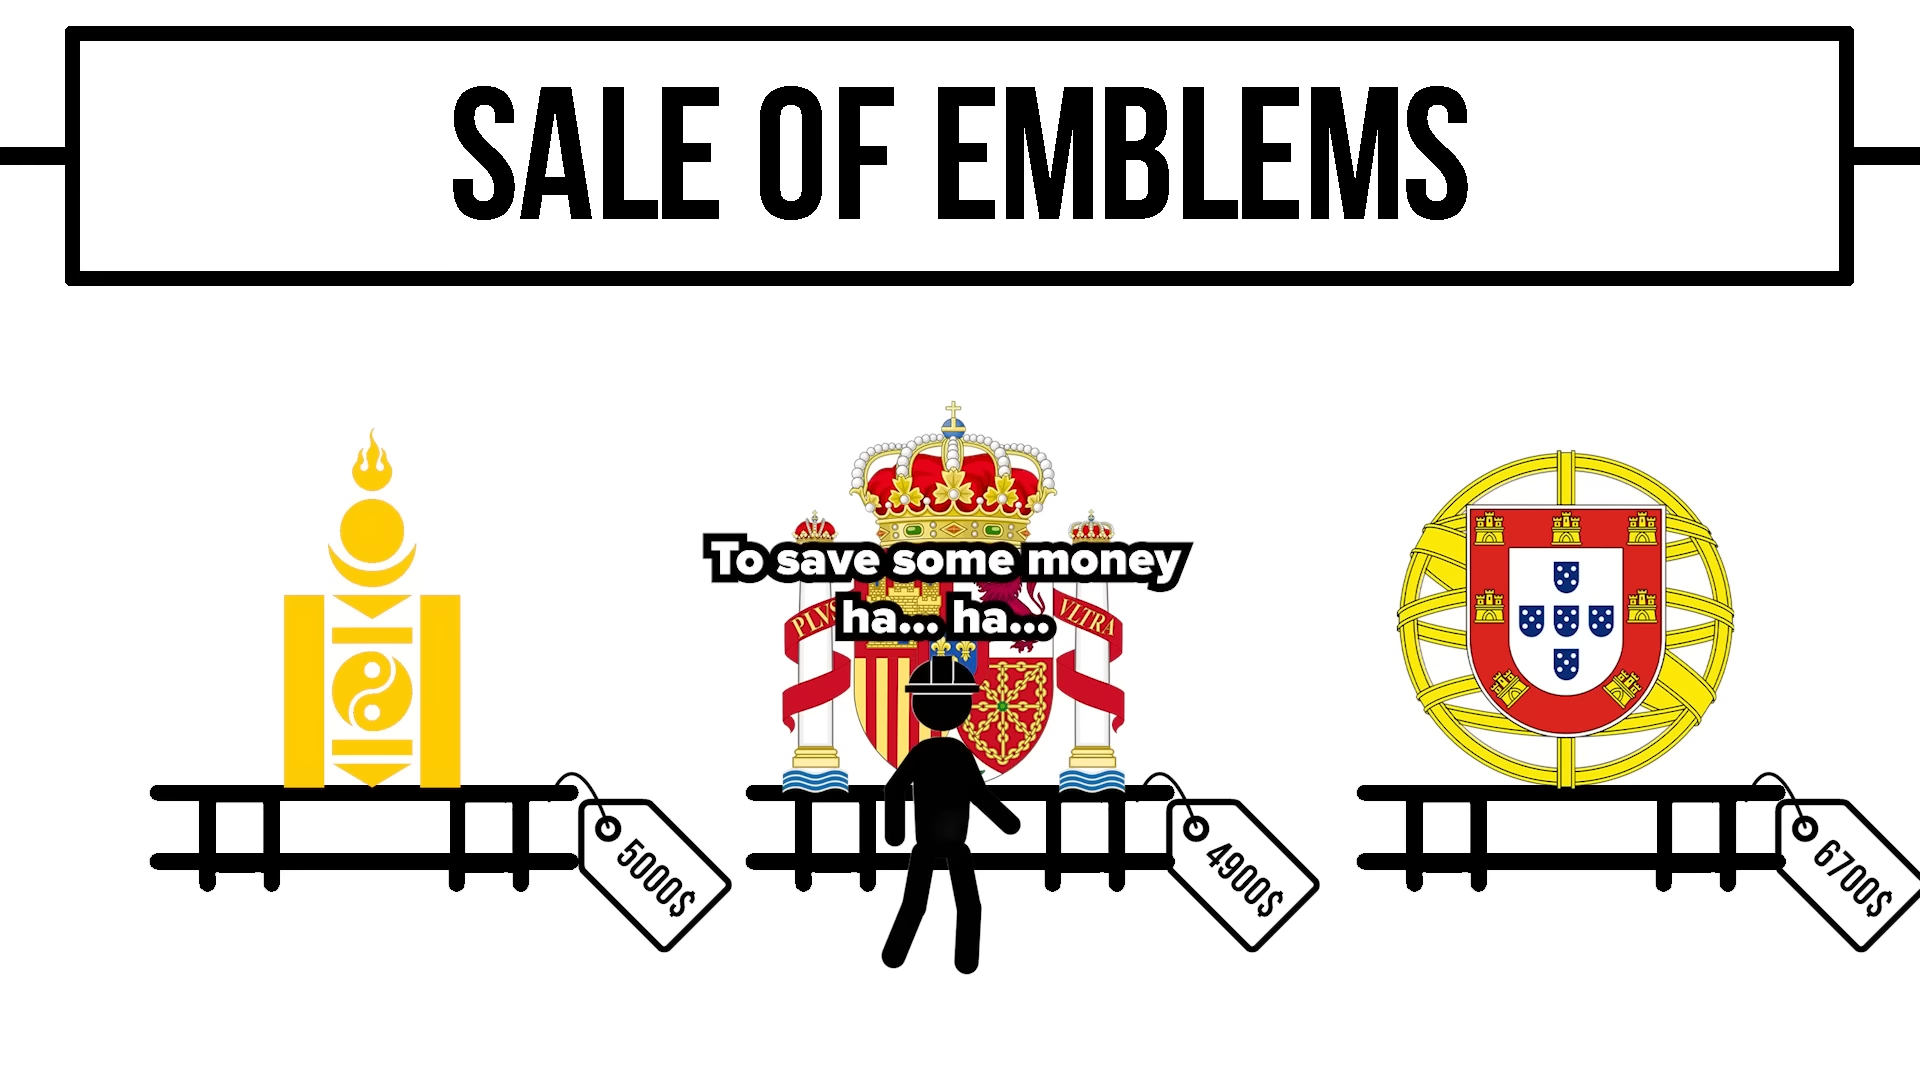 SALE OF EMBLEMS
To save some money
ha... ha...
PLVS
VLTRA
5000$
4900$
6700$